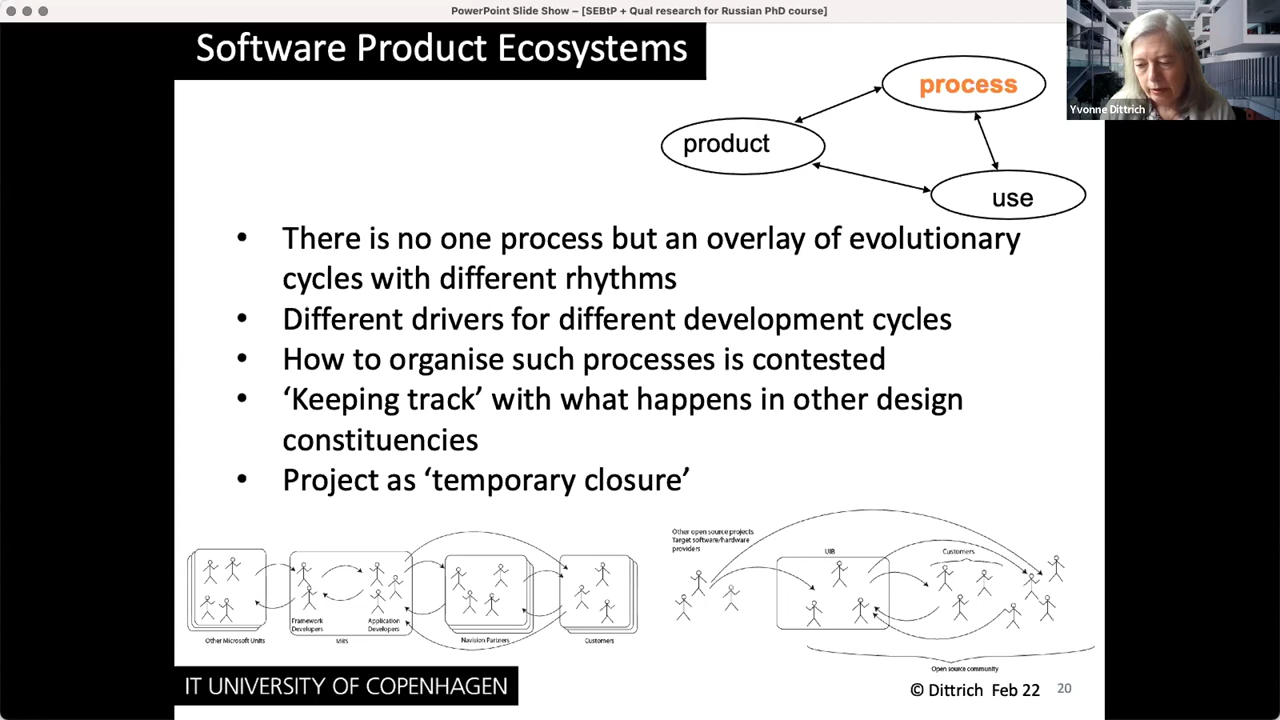 PowerPoint Slide Show – [SEBtP + Qual research for Russian PhD course]
Software Product Ecosystems
Yvonne Dittrich
process
product
use
• There is no one process but an overlay of evolutionary
cycles with different rhythms
• Different drivers for different development cycles
• How to organise such processes is contested
• ‘Keeping track’ with what happens in other design
constituencies
• Project as ‘temporary closure’
Framework
Developers
Application
Developers
Other Microsoft Units
MBS
Navision Partners
Customers
Other open source projects
Target software/hardware
providers
UIB
Customers
Open source community
IT UNIVERSITY OF COPENHAGEN
© Dittrich Feb 22 20